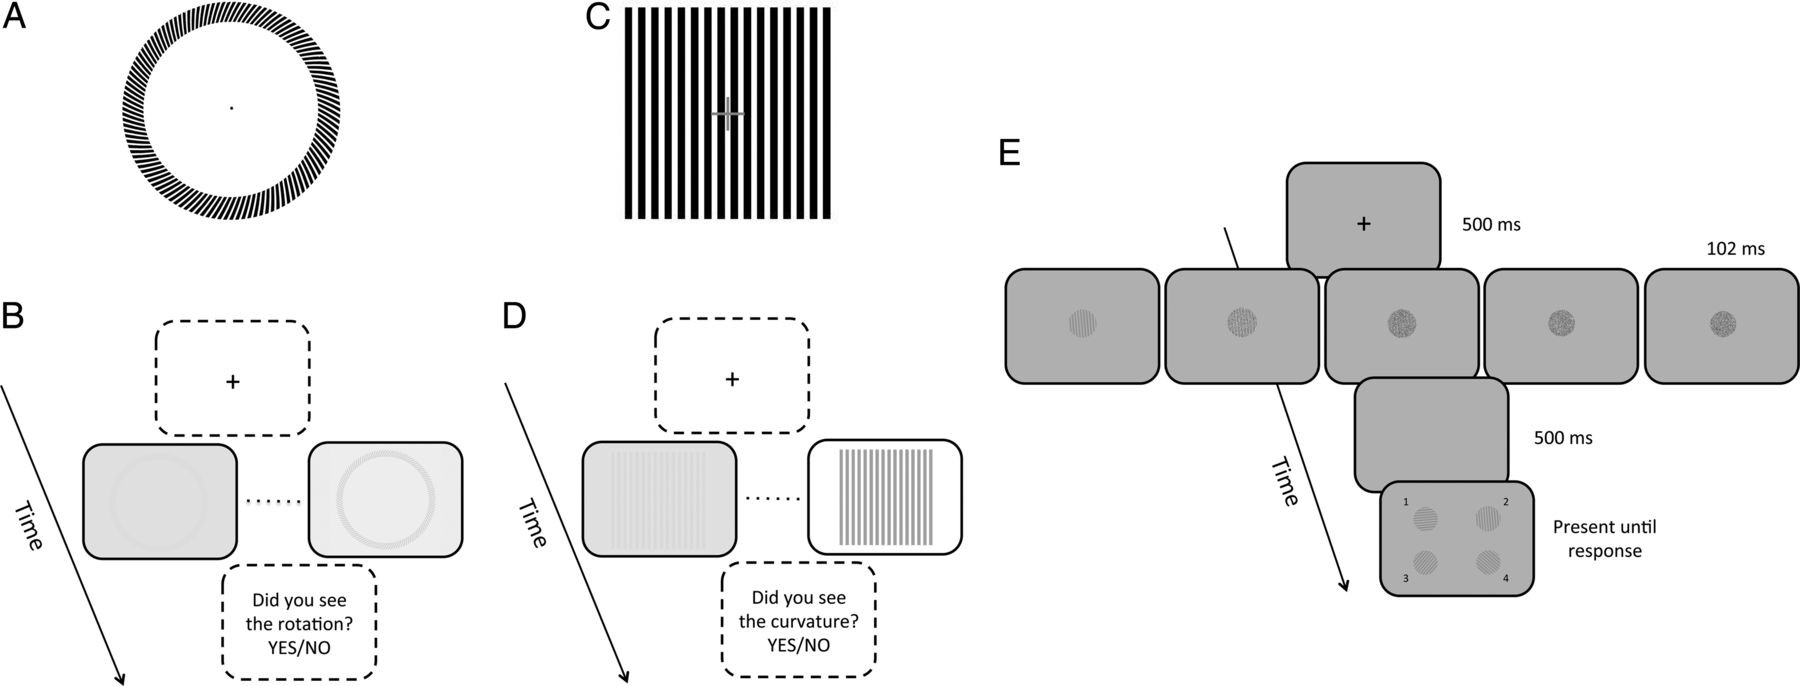 A
B
Time
Did you see
the rotation?
YES/NO
C
D
Time
Did you see
the curvature?
YES/NO
E
500 ms
102 ms
500 ms
Time
1 2
3 4
Present until
response